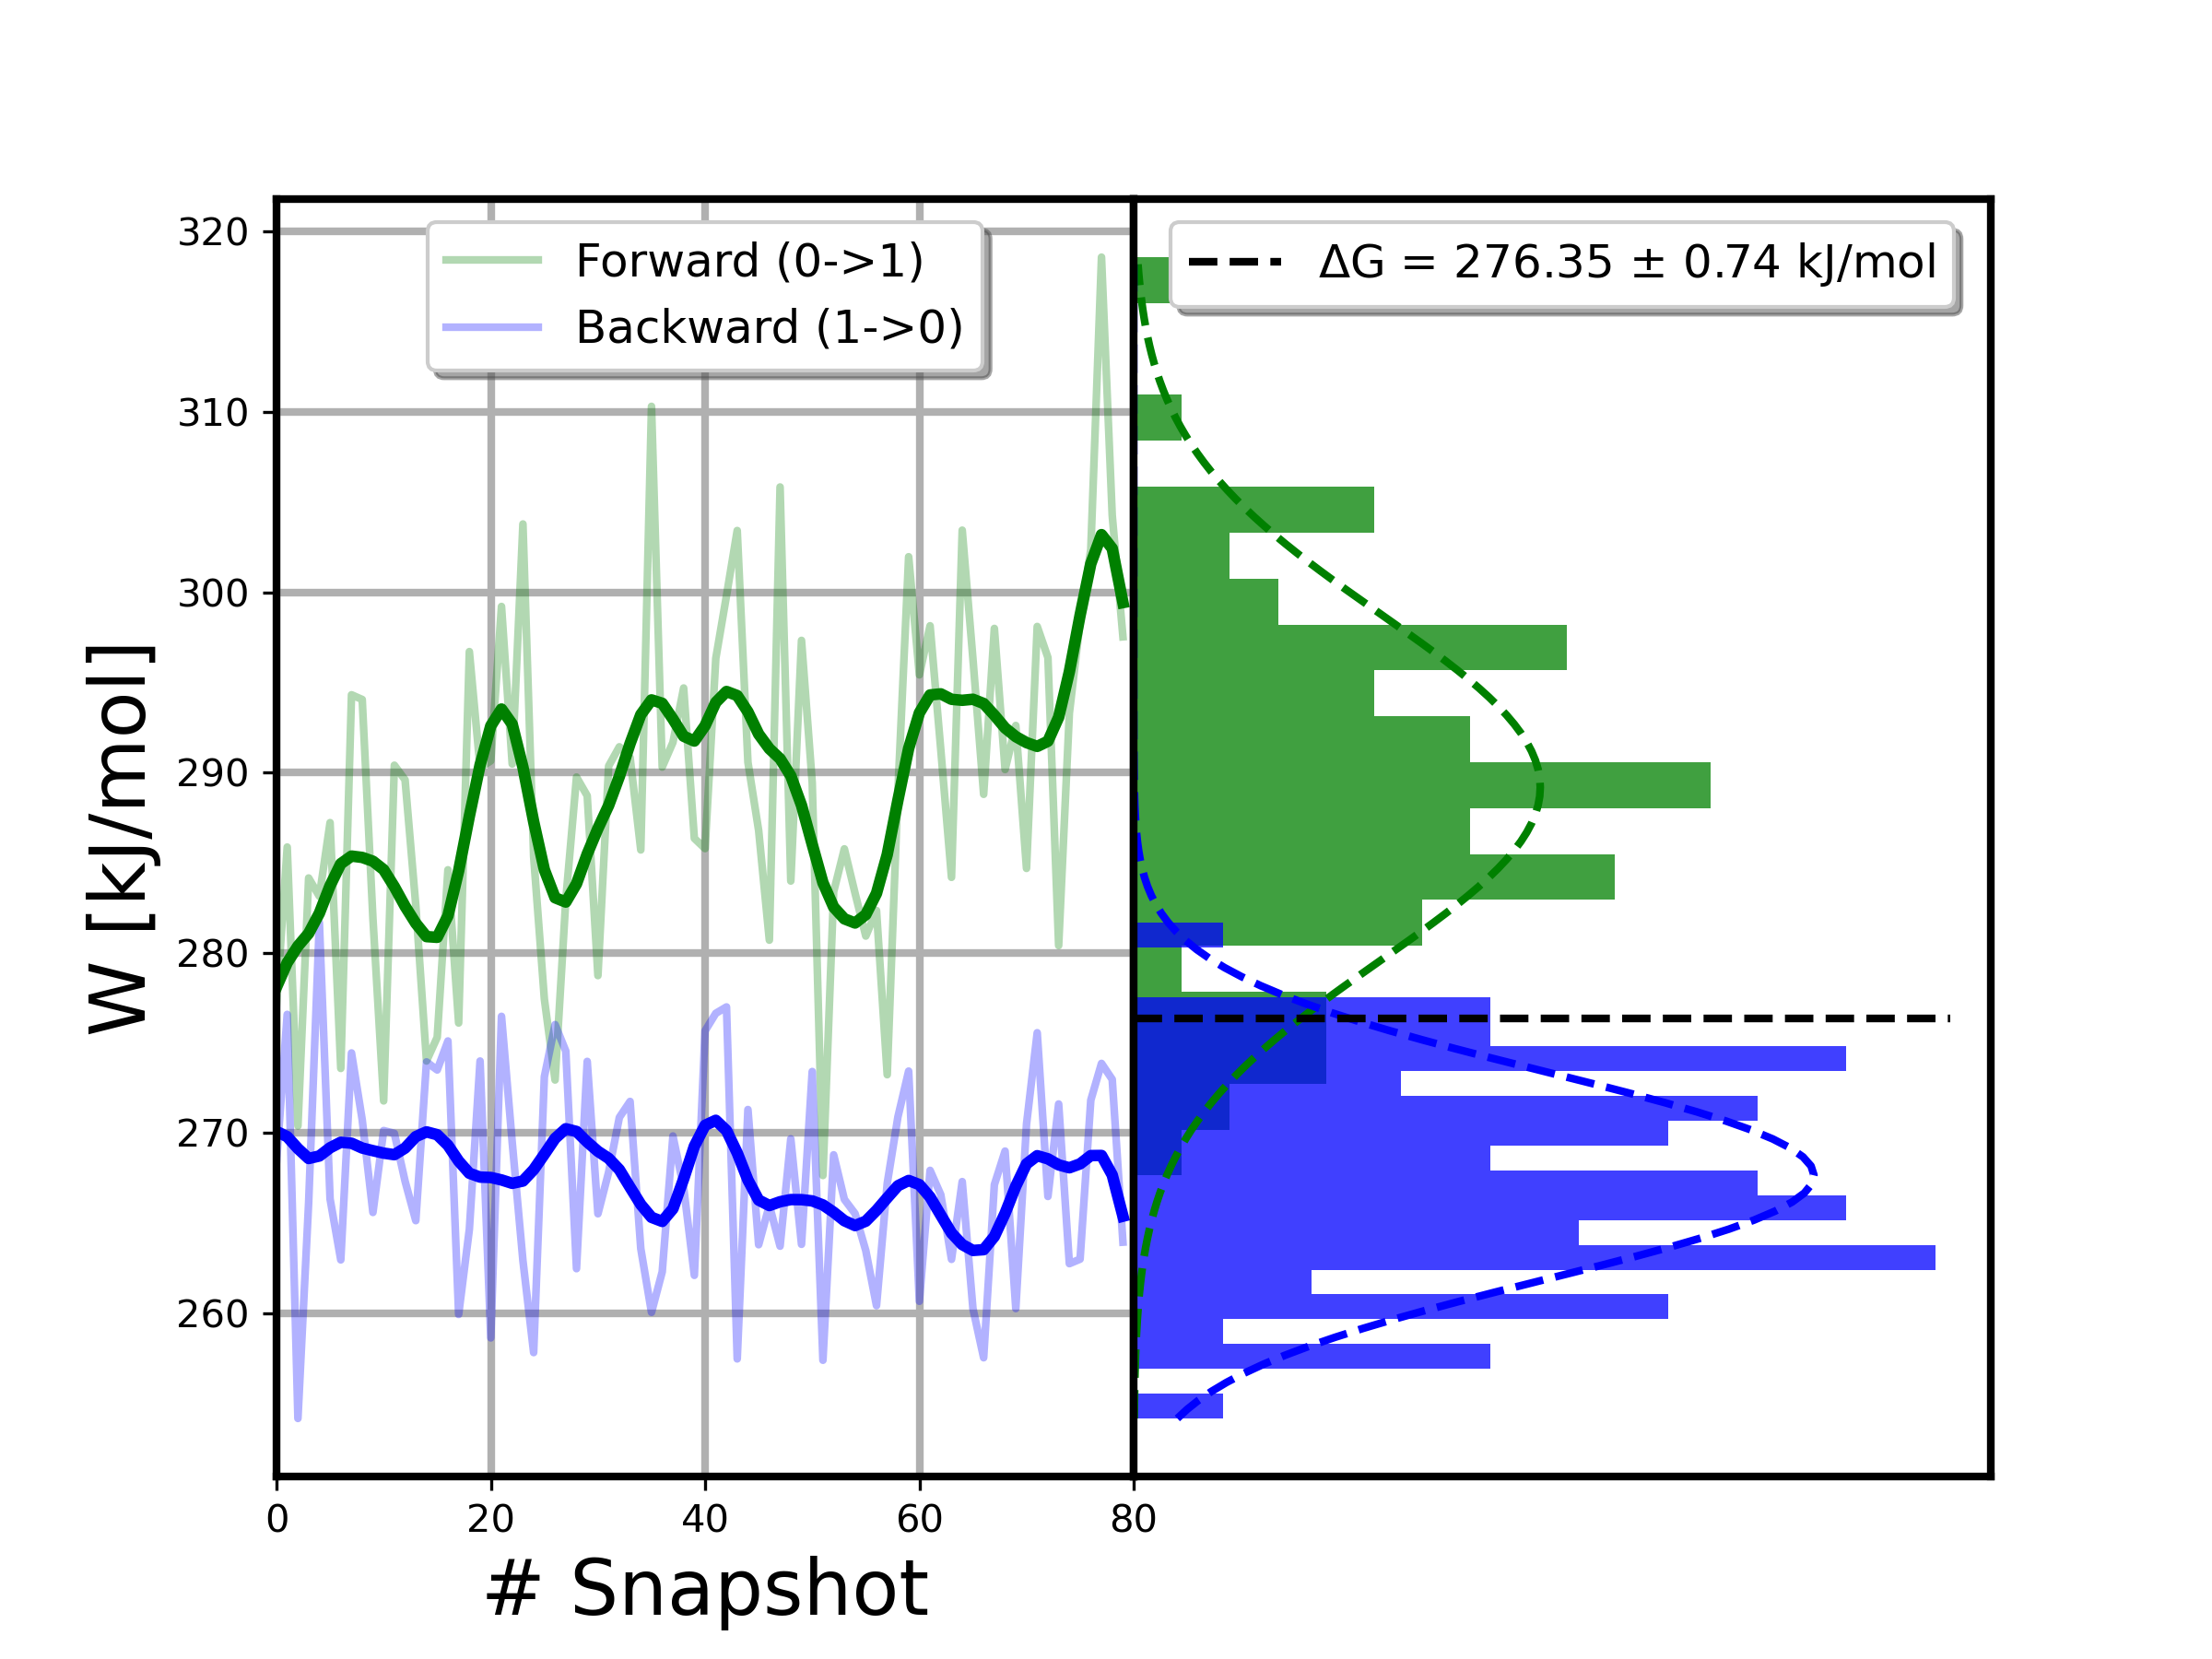 Forward (0->1)
Backward (1->0)
ΔG = 276.35 ± 0.74 kJ/mol
W [kJ/mol]
320
310
300
290
280
270
260
0 20 40 60 80
# Snapshot